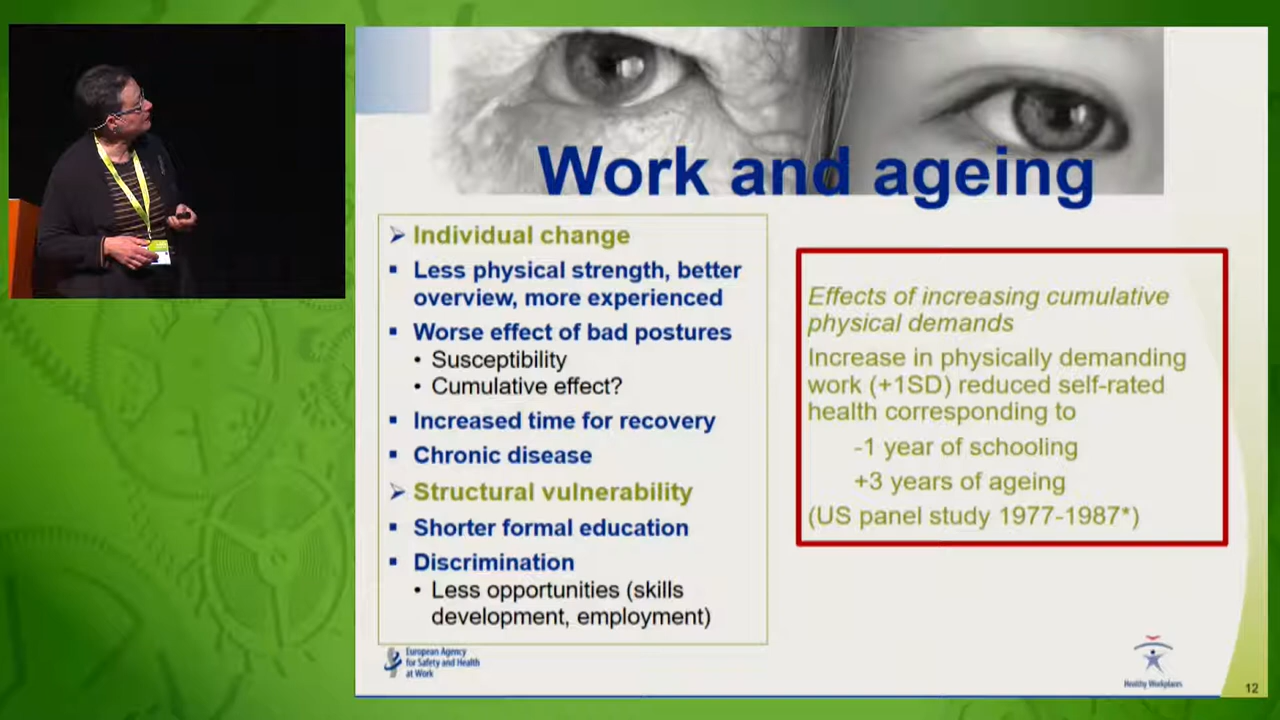 Work and ageing
➢ Individual change
▪ Less physical strength, better
overview, more experienced
▪ Worse effect of bad postures
• Susceptibility
• Cumulative effect?
▪ Increased time for recovery
▪ Chronic disease
➢ Structural vulnerability
▪ Shorter formal education
▪ Discrimination
• Less opportunities (skills
development, employment)
Effects of increasing cumulative
physical demands
Increase in physically demanding
work (+1SD) reduced self-rated
health corresponding to
-1 year of schooling
+3 years of ageing
(US panel study 1977-1987*)
European Agency
for Safety and Health
at Work
Healthy Workplaces
12